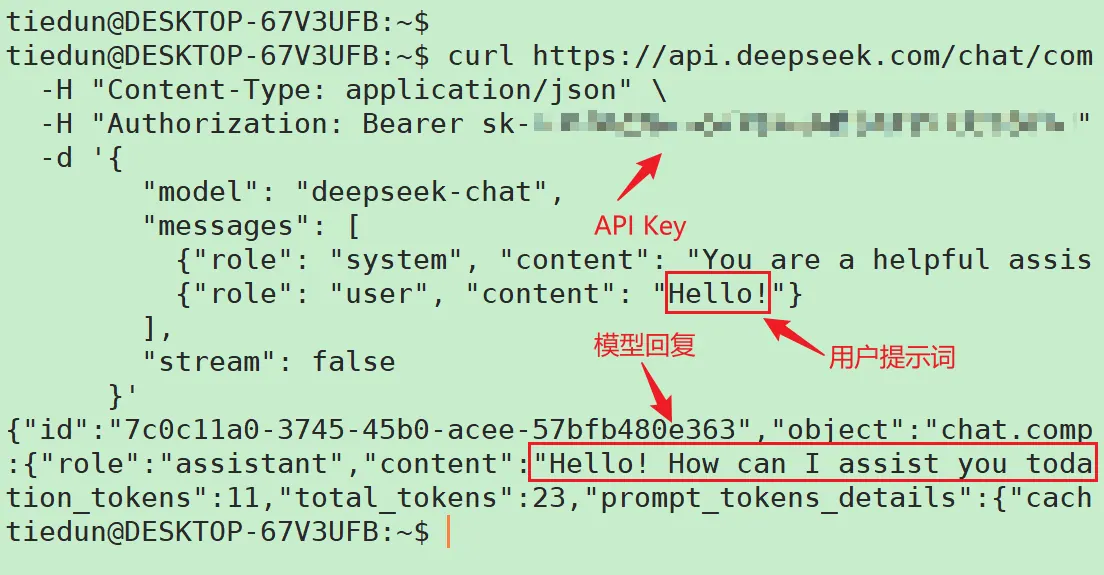 tiedun@DESKTOP-67V3UFB:~$
tiedun@DESKTOP-67V3UFB:~$ curl https://api.deepseek.com/chat/com
-H "Content-Type: application/json" \
-H "Authorization: Bearer sk- "
-d '{
"model": "deepseek-chat",
API Key
"messages": [
{"role": "system", "content": "You are a helpful assis
{"role": "user", "content": "Hello!"}
],
模型回复
用户提示词
"stream": false
}'
{"id":"7c0c11a0-3745-45b0-acee-57bfb480e363","object":"chat.comp
:{"role":"assistant","content":"Hello! How can I assist you toda
tion_tokens":11,"total_tokens":23,"prompt_tokens_details":{"cach
tiedun@DESKTOP-67V3UFB:~$